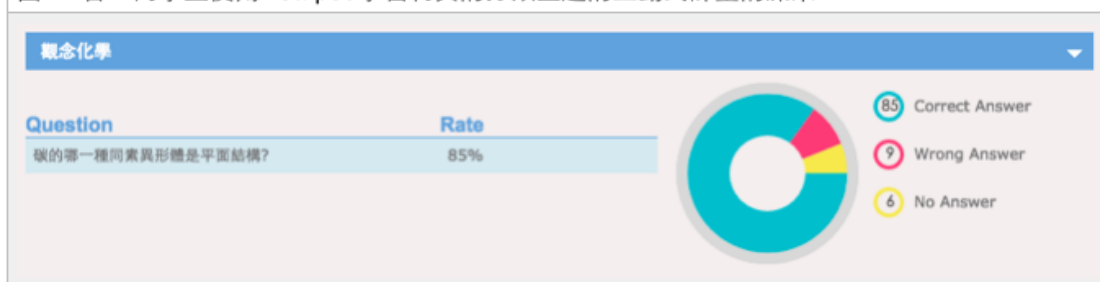 觀念化學
Question Rate
碳的哪一種同素異形體是平面結構? 85%
85 Correct Answer
9 Wrong Answer
6 No Answer